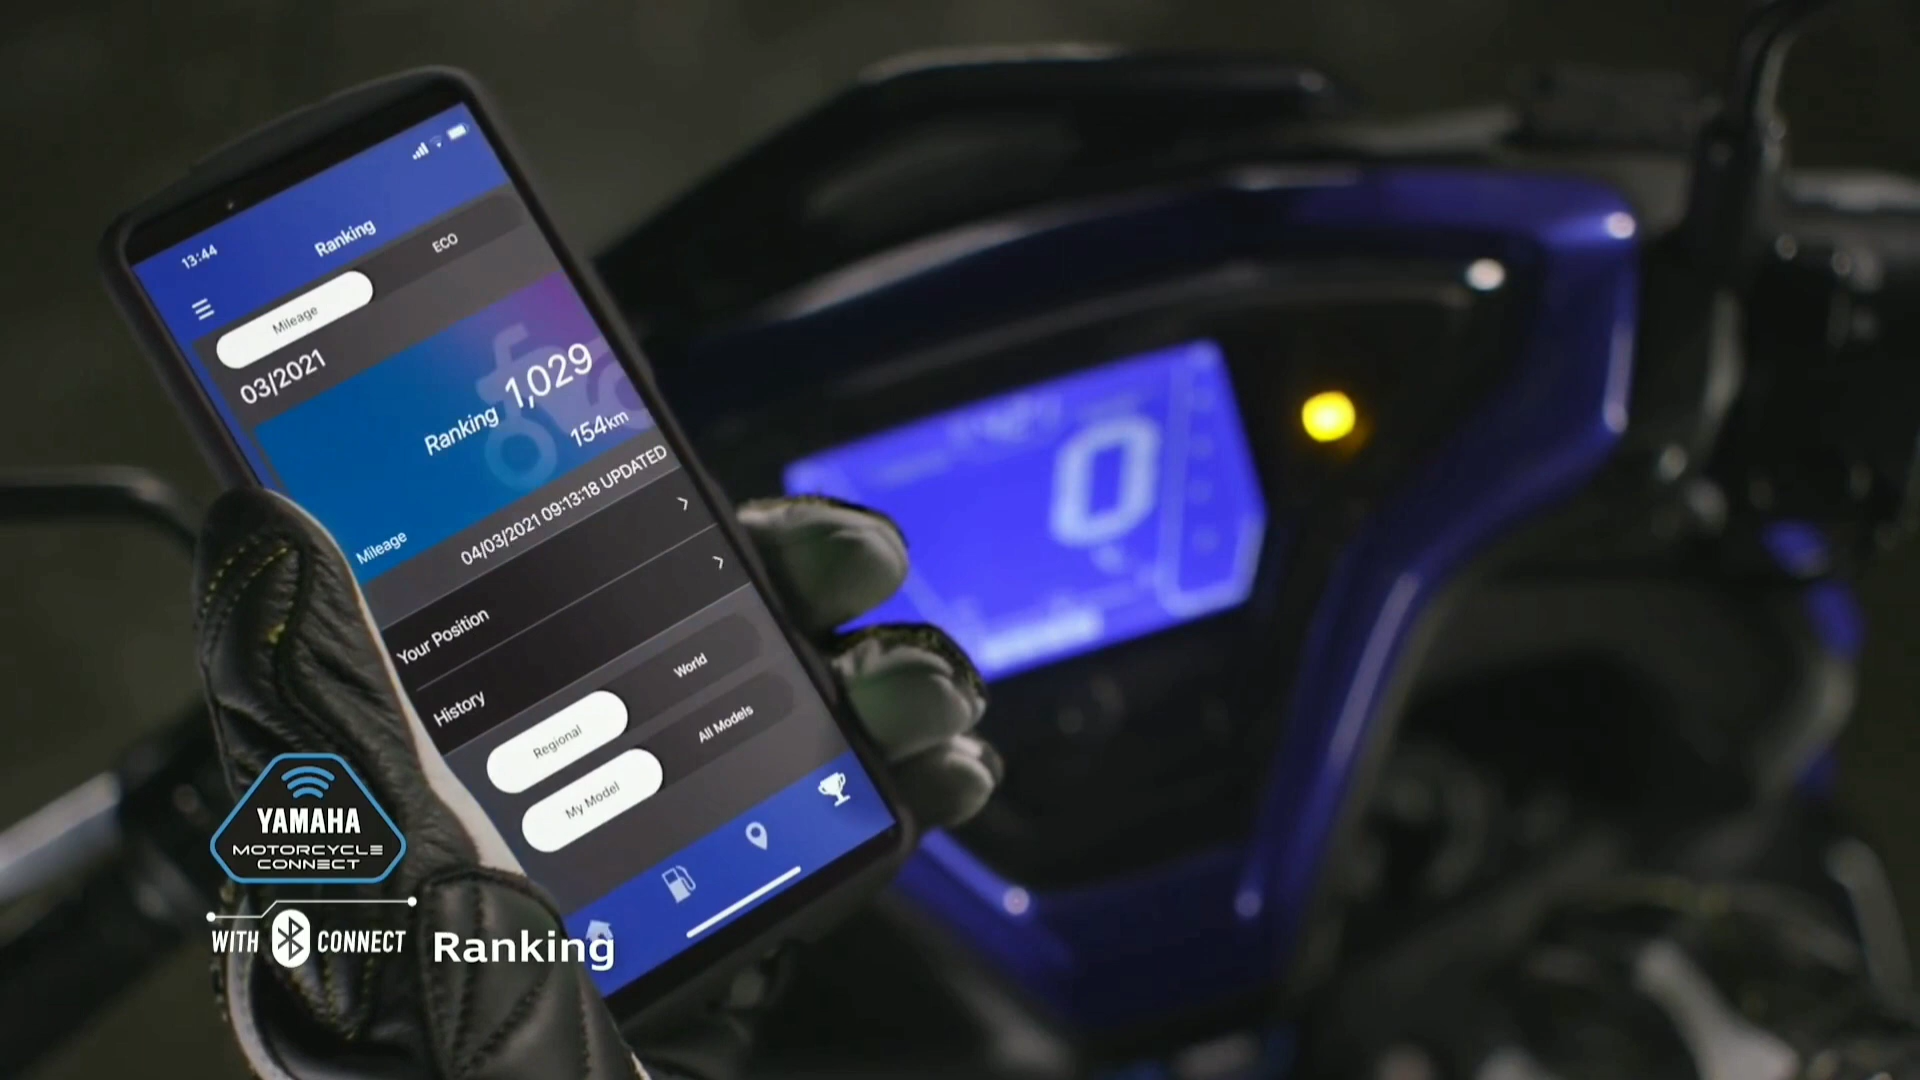 13:44
Ranking
Mileage
ECO
03/2021
Ranking 1,029
154km
Mileage
04/03/2021 09:13:18 UPDATED
Your Position
History
Regional
World
My Model
All Models
0
YAMAHA
MOTORCYCLE
CONNECT
WITH CONNECT
Ranking